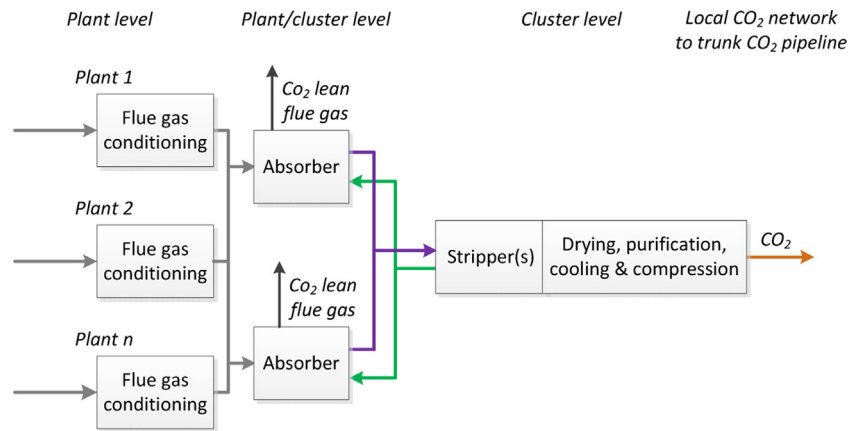 Plant level
Plant/cluster level
Cluster level
Local CO₂ network
to trunk CO₂ pipeline
Plant 1
Flue gas
conditioning
Co₂ lean
flue gas
Absorber
Plant 2
Flue gas
conditioning
Stripper(s)
Drying, purification,
cooling & compression
CO₂
Co₂ lean
flue gas
Plant n
Flue gas
conditioning
Absorber